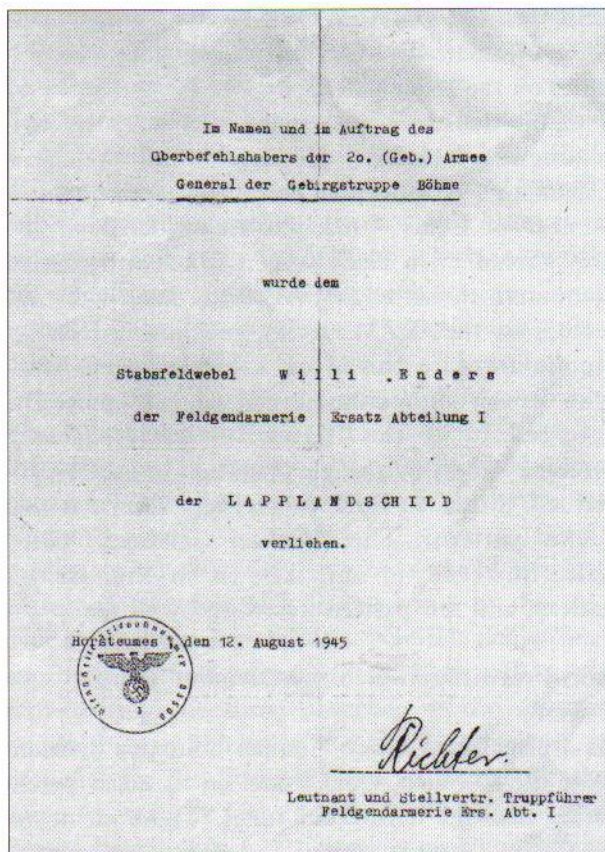 Im Namen und im Auftrag des
Oberbefehlshabers der 2o. (Geb.) Armee
General der Gebirgstruppe Böhme
wurde dem
Stabsfeldwebel W i l l i E n d e r s
der Feldgendarmerie Ersatz Abteilung I
der L A P P L A N D S C H I L D
verliehen.
den 12. August 1945
Richter.
Leutnant und Stellvertr. Truppführer
Feldgendarmerie Ers. Abt. I